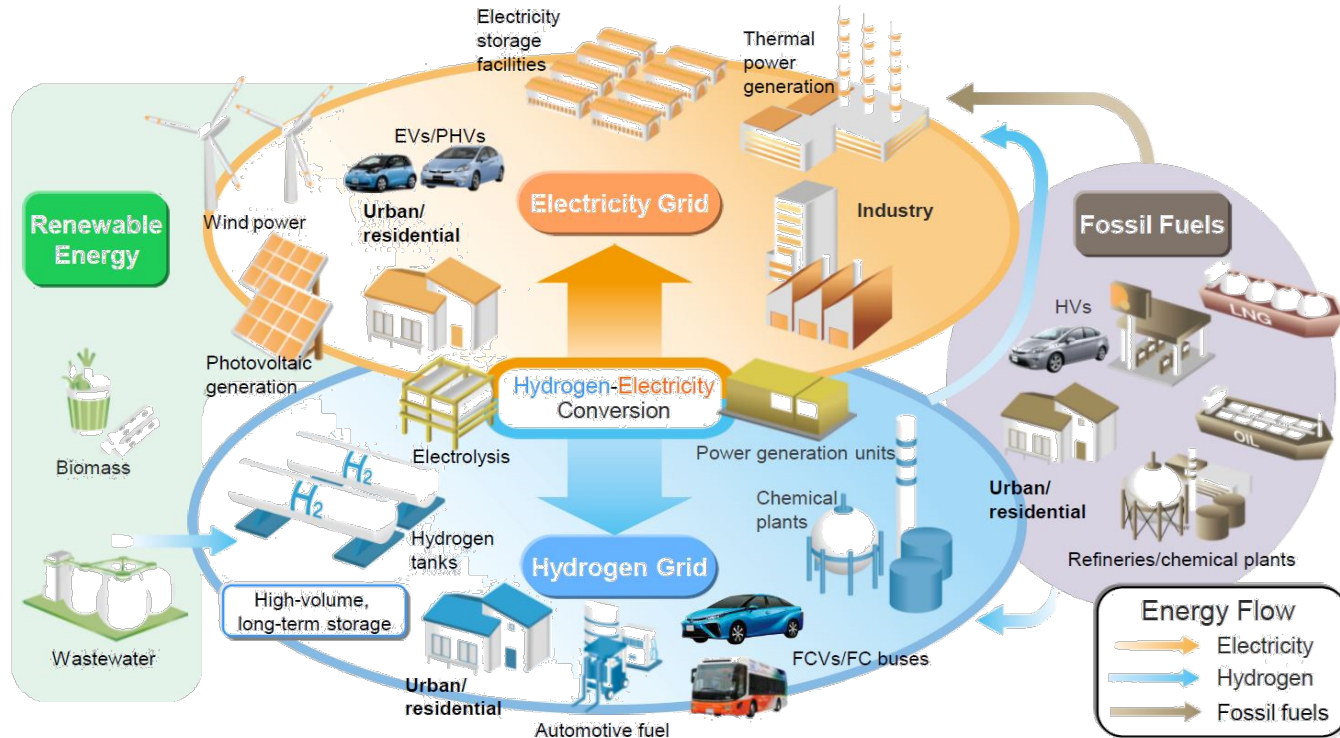 Electricity
storage
facilities
Thermal
power
generation
EVs/PHVs
Renewable
Energy
Wind power
Urban/
residential
Electricity Grid
Industry
Fossil Fuels
HVs
LNG
Photovoltaic
generation
Hydrogen-Electricity
Conversion
OIL
Biomass
Electrolysis
Power generation units
H2
H2
Chemical
plants
Urban/
residential
Hydrogen
tanks
Hydrogen Grid
Refineries/chemical plants
High-volume,
long-term storage
Wastewater
Urban/
residential
FCVs/FC buses
Automotive fuel
Energy Flow
Electricity
Hydrogen
Fossil fuels